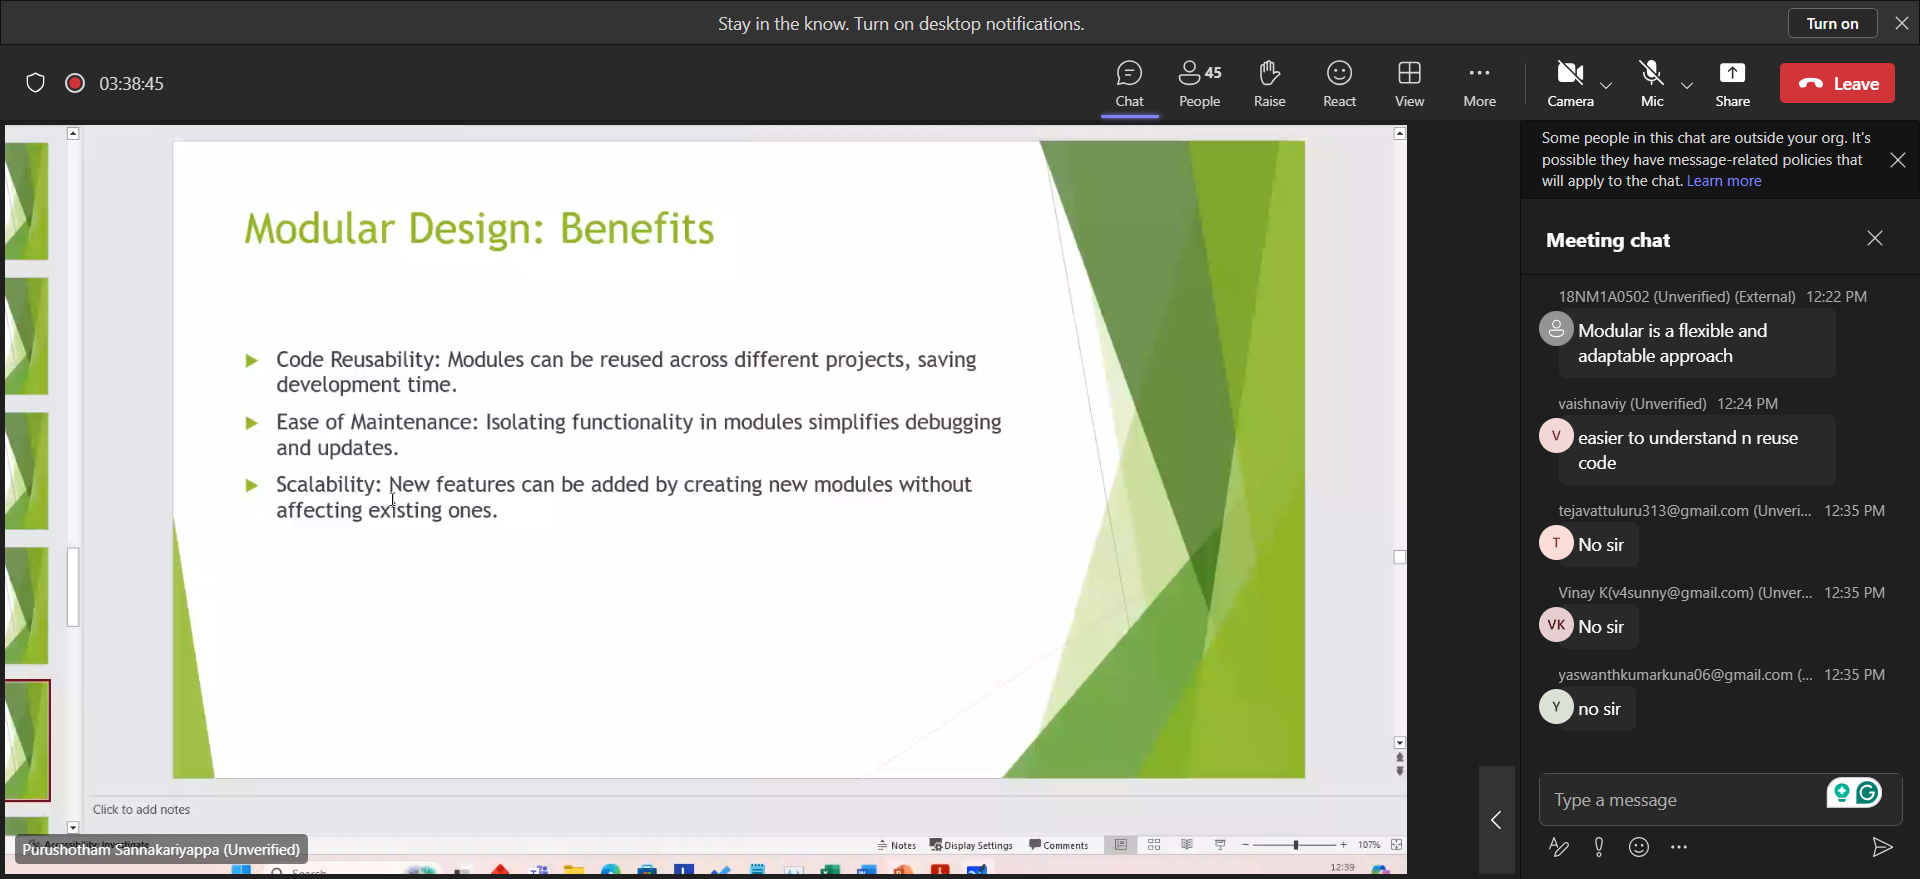 Stay in the know. Turn on desktop notifications.
Turn on
03:38:45
Chat
45
People
Raise
React
View
More
Camera
Mic
Share
Leave
Modular Design: Benefits
Code Reusability: Modules can be reused across different projects, saving
development time.
Ease of Maintenance: Isolating functionality in modules simplifies debugging
and updates.
Scalability: New features can be added by creating new modules without
affecting existing ones.
Click to add notes
Purushotham Sannakariyappa (Unverified)
Notes
Display Settings
Comments
107%
Search
12:39
Some people in this chat are outside your org. It's
possible they have message-related policies that
will apply to the chat. Learn more
Meeting chat
18NM1A0502 (Unverified) (External) 12:22 PM
Modular is a flexible and
adaptable approach
vaishnaviy (Unverified) 12:24 PM
V
easier to understand n reuse
code
tejavattuluru313@gmail.com (Unveri... 12:35 PM
T
No sir
Vinay K(v4sunny@gmail.com) (Unver... 12:35 PM
VK
No sir
yaswanthkumarkuna06@gmail.com (... 12:35 PM
Y
no sir
Type a message